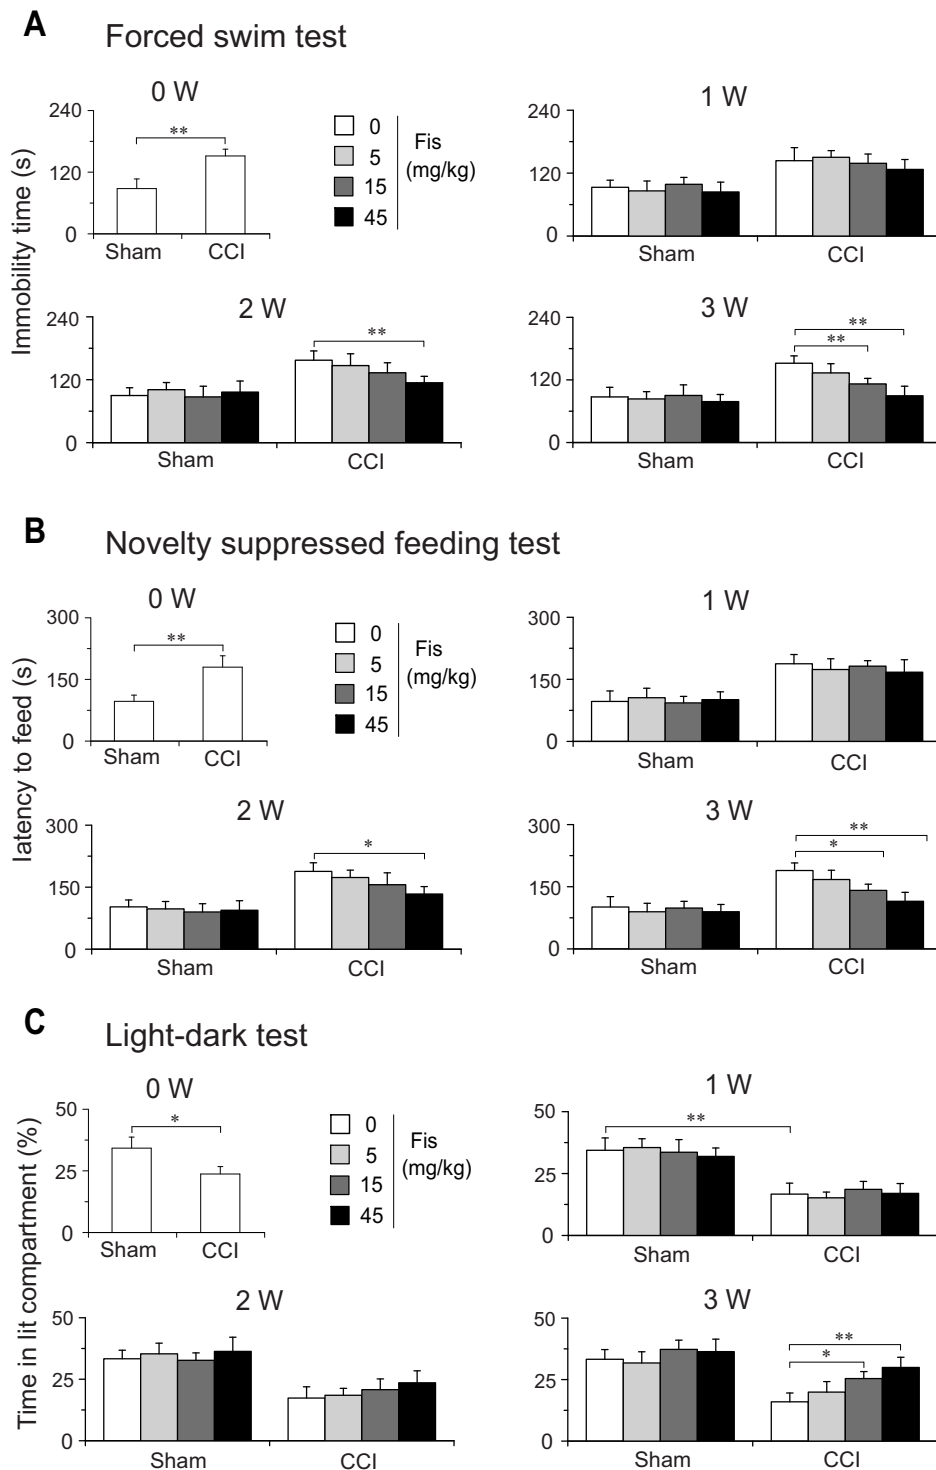 A Forced swim test
0 W
240
120
0
Sham CCI
**
0
5
15
45
Fis
(mg/kg)
1 W
240
120
0
Sham CCI
Immobility time (s)
2 W
240
120
0
**
Sham CCI
3 W
240
120
0
**
**
Sham CCI
B Novelty suppressed feeding test
0 W
300
150
0
**
Sham CCI
0
5
15
45
Fis
(mg/kg)
1 W
300
150
0
Sham CCI
latency to feed (s)
2 W
300
150
0
*
Sham CCI
3 W
300
150
0
**
*
Sham CCI
C Light-dark test
0 W
50
25
0
*
Sham CCI
0
5
15
45
Fis
(mg/kg)
1 W
50
25
0
**
Sham CCI
Time in lit compartment (%)
2 W
50
25
0
Sham CCI
3 W
50
25
0
**
*
Sham CCI